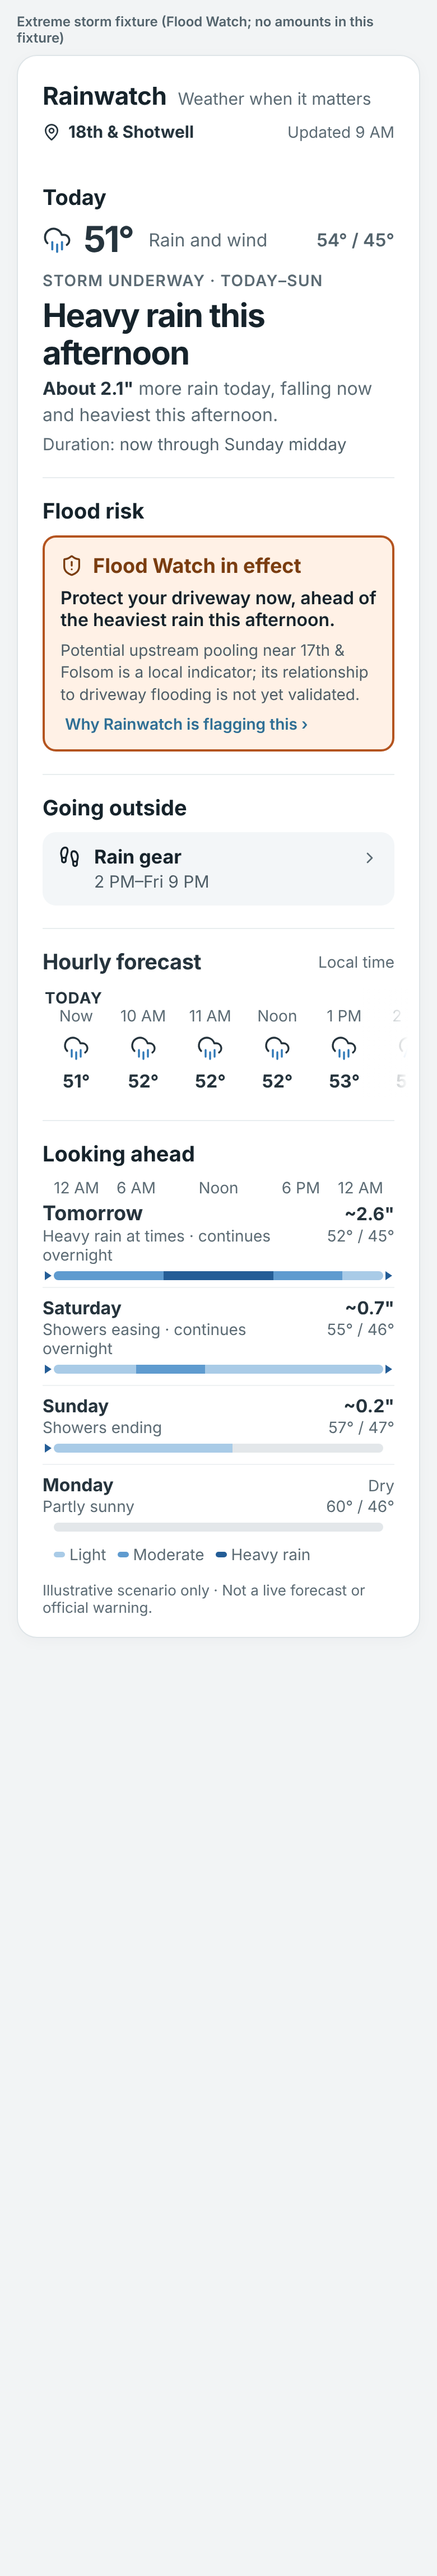 Extreme storm fixture (Flood Watch; no amounts in this
fixture)
Rainwatch Weather when it matters
18th & Shotwell Updated 9 AM
Today
51° Rain and wind 54° / 45°
STORM UNDERWAY · TODAY–SUN
Heavy rain this
afternoon
About 2.1" more rain today, falling now
and heaviest this afternoon.
Duration: now through Sunday midday
Flood risk
Flood Watch in effect
Protect your driveway now, ahead of
the heaviest rain this afternoon.
Potential upstream pooling near 17th &
Folsom is a local indicator; its relationship
to driveway flooding is not yet validated.
Why Rainwatch is flagging this ›
Going outside
Rain gear
2 PM–Fri 9 PM
Hourly forecast Local time
TODAY
Now 10 AM 11 AM Noon 1 PM
51° 52° 52° 52° 53°
Looking ahead
12 AM 6 AM Noon 6 PM 12 AM
Tomorrow ~2.6"
Heavy rain at times · continues 52° / 45°
overnight
Saturday ~0.7"
Showers easing · continues 55° / 46°
overnight
Sunday ~0.2"
Showers ending 57° / 47°
Monday Dry
Partly sunny 60° / 46°
Light Moderate Heavy rain
Illustrative scenario only · Not a live forecast or
official warning.